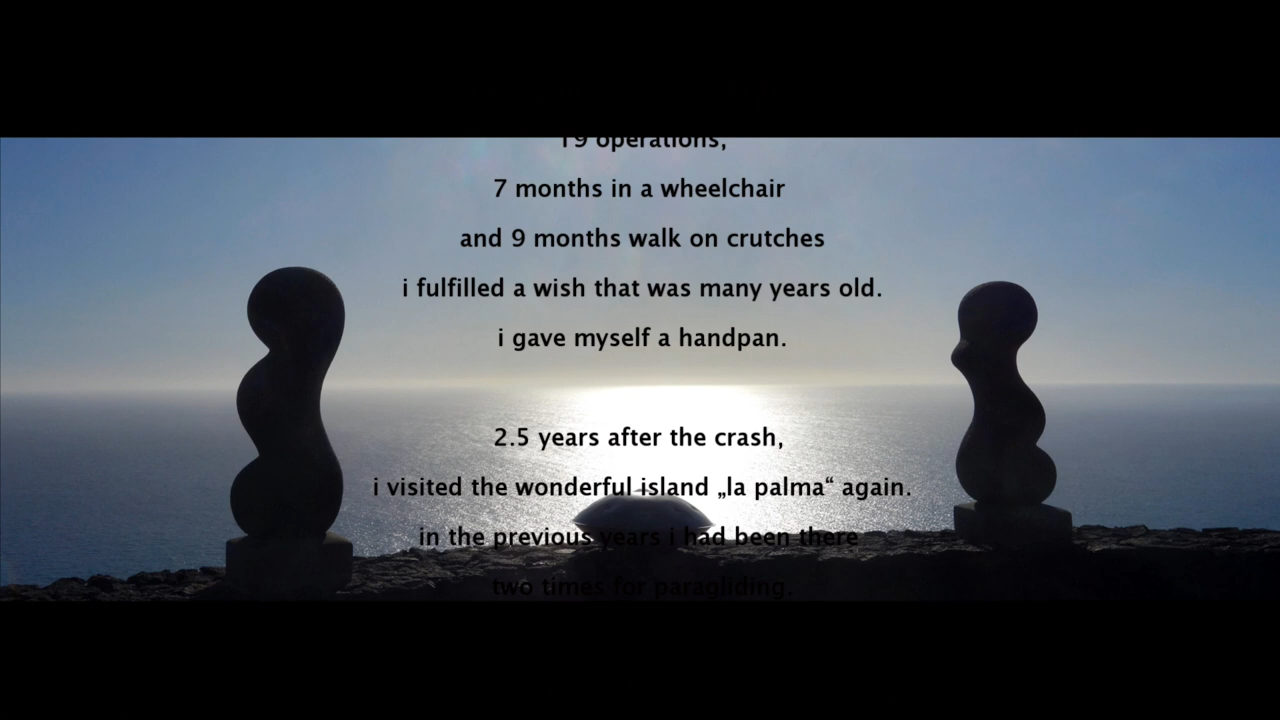 19 operations,
7 months in a wheelchair
and 9 months walk on crutches
i fulfilled a wish that was many years old.
i gave myself a handpan.
2.5 years after the crash,
i visited the wonderful island „la palma“ again.
in the previous years i had been there
two times for paragliding.